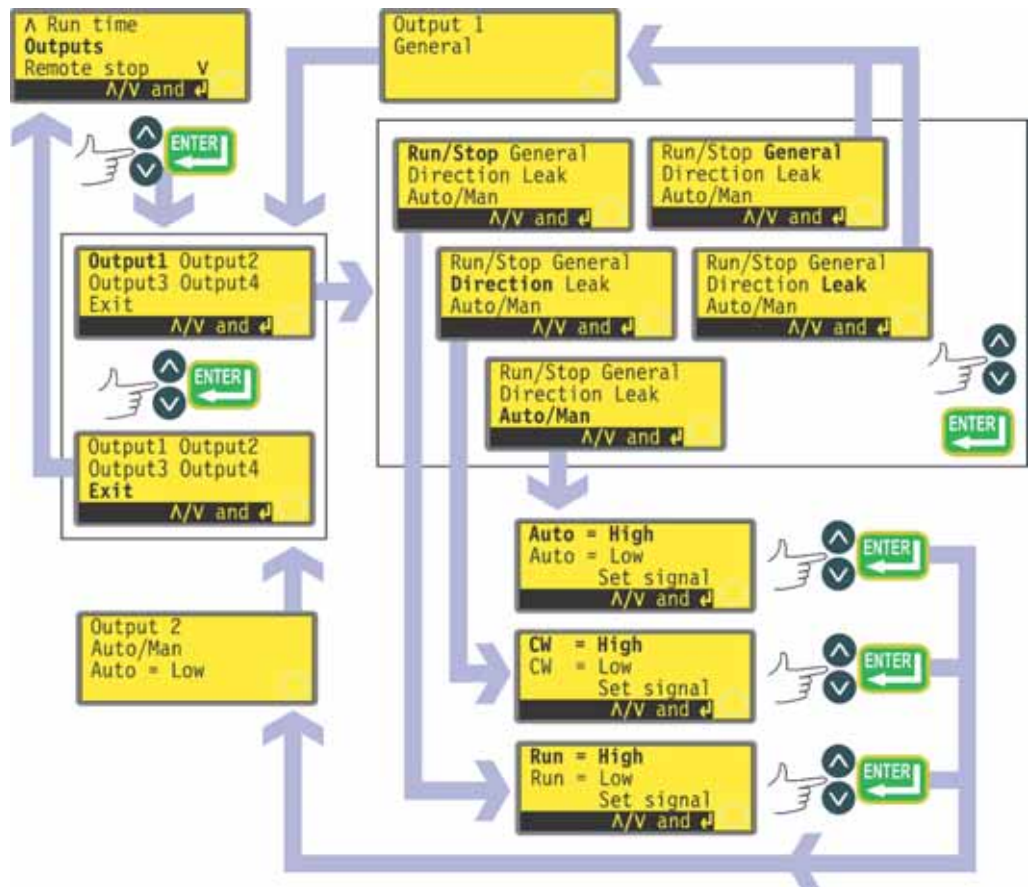 Λ Run time
Outputs
Remote stop V
Λ/V and ↵
ENTER
Output 1
General
Run/Stop General
Direction Leak
Auto/Man
Λ/V and ↵
Run/Stop General
Direction Leak
Auto/Man
Λ/V and ↵
Output1 Output2
Output3 Output4
Exit
Λ/V and ↵
Run/Stop General
Direction Leak
Auto/Man
Λ/V and ↵
Run/Stop General
Direction Leak
Auto/Man
Λ/V and ↵
ENTER
Run/Stop General
Direction Leak
Auto/Man
Λ/V and ↵
ENTER
Output1 Output2
Output3 Output4
Exit
Λ/V and ↵
Auto = High
Auto = Low
Set signal
Λ/V and ↵
ENTER
Output 2
Auto/Man
Auto = Low
CW = High
CW = Low
Set signal
Λ/V and ↵
ENTER
Run = High
Run = Low
Set signal
Λ/V and ↵
ENTER